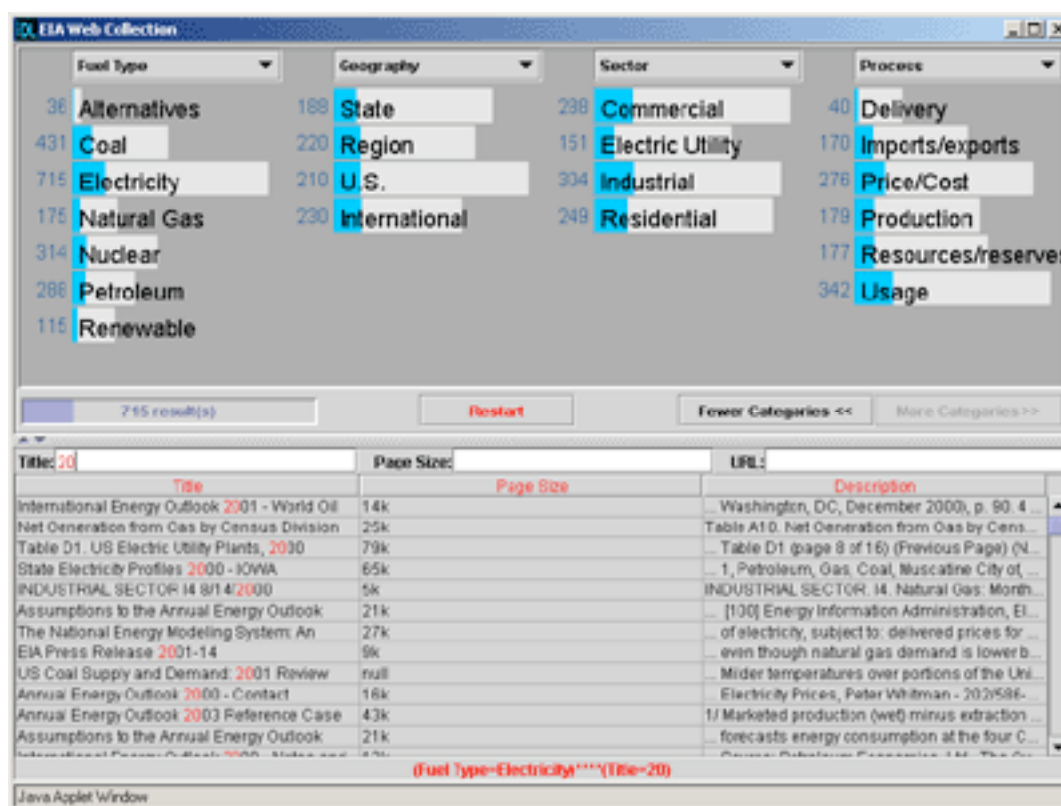 EIA Web Collection
Fuel Type Geography Sector Process
36 Alternatives 188 State 298 Commercial 40 Delivery
431 Coal 220 Region 151 Electric Utility 170 Imports/exports
715 Electricity 210 U.S. 304 Industrial 276 Price/Cost
175 Natural Gas 230 International 249 Residential 179 Production
314 Nuclear 177 Resources/reserves
286 Petroleum 342 Usage
115 Renewable
715 result(s) Restart Fewer Categories << More Categories >>
Title: 20 Page Size: URL:
Title Page Size Description
International Energy Outlook 2001 - World Oil 14k ... Washington, DC, December 2000), p. 90. 4 ...
Net Generation from Gas by Census Division 25k Table A10. Net Generation from Gas by Cens...
Table D1. US Electric Utility Plants, 2000 79k ... Table D1 (page 8 of 16) (Previous Page) (N...
State Electricity Profiles 2000 - IOWA 65k ... 1, Petroleum, Gas, Coal, Muscatine City of, ...
INDUSTRIAL SECTOR I4 8/14/2000 5k INDUSTRIAL SECTOR. I4. Natural Gas: Month...
Assumptions to the Annual Energy Outlook 21k ... [130] Energy Information Administration, EI...
The National Energy Modeling System: An 27k ... of electricity, subject to: delivered prices for ...
EIA Press Release 2001-14 9k ... even though natural gas demand is lower b...
US Coal Supply and Demand: 2001 Review null ... Milder temperatures over portions of the Uni...
Annual Energy Outlook 2000 - Contact 16k ... Electricity Prices, Peter Whitman - 202/586-
Annual Energy Outlook 2003 Reference Case 43k 1/ Marketed production (wet) minus extraction ...
Assumptions to the Annual Energy Outlook 21k ... forecasts energy consumption at the four C...
International Energy Outlook
(Fuel Type=Electricity)****(Title=20)
Java Applet Window